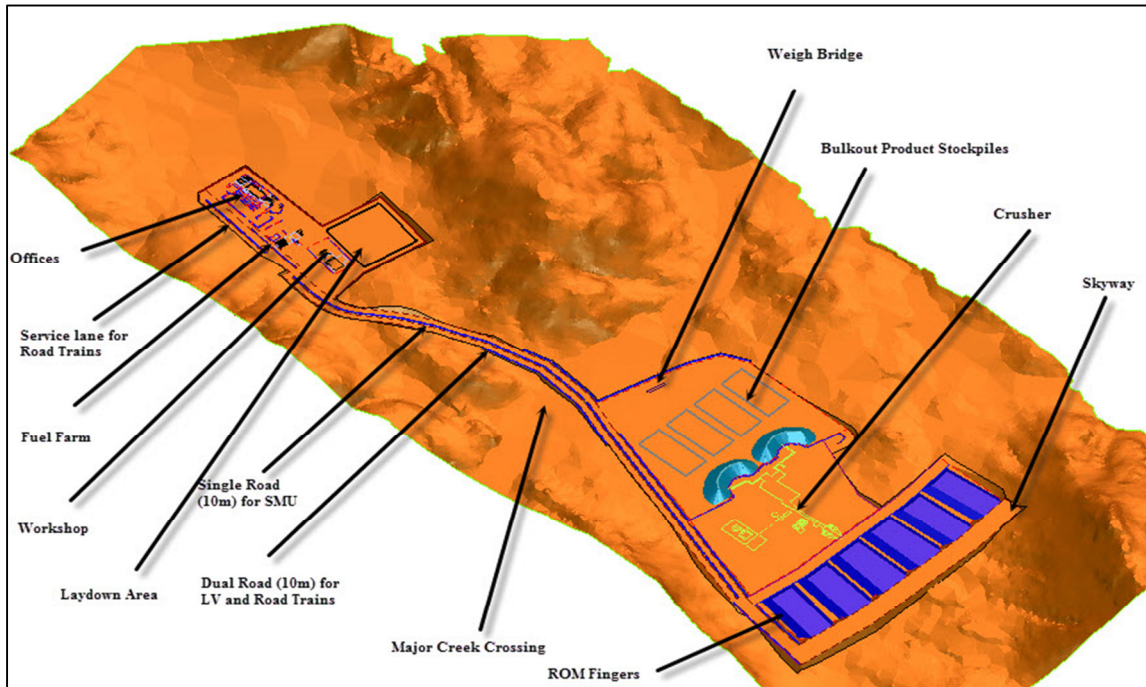 Weigh Bridge
Bulkout Product Stockpiles
Crusher
Skyway
Offices
Service lane for
Road Trains
Fuel Farm
Single Road
(10m) for SMU
Workshop
Dual Road (10m) for
LV and Road Trains
Laydown Area
Major Creek Crossing
ROM Fingers